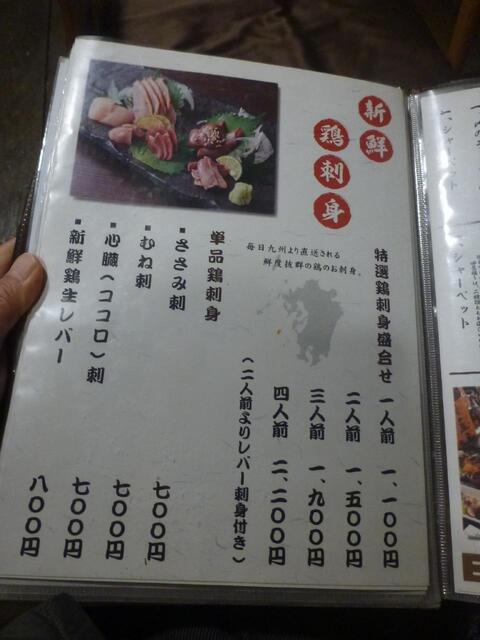 新鮮
鶏刺身
毎日九州より直送される
鮮度抜群の鶏のお刺身。
特選鶏刺身盛合せ 一人前 一、一〇〇円
二人前 一、五〇〇円
三人前 一、九〇〇円
四人前 二、二〇〇円
(二人前よりレバー刺身付き)
単品鶏刺身
■ささみ刺 七〇〇円
■むね刺 七〇〇円
■心臓(ココロ)刺 七〇〇円
■新鮮鶏生レバー 八〇〇円
シャーベット
シャーベット